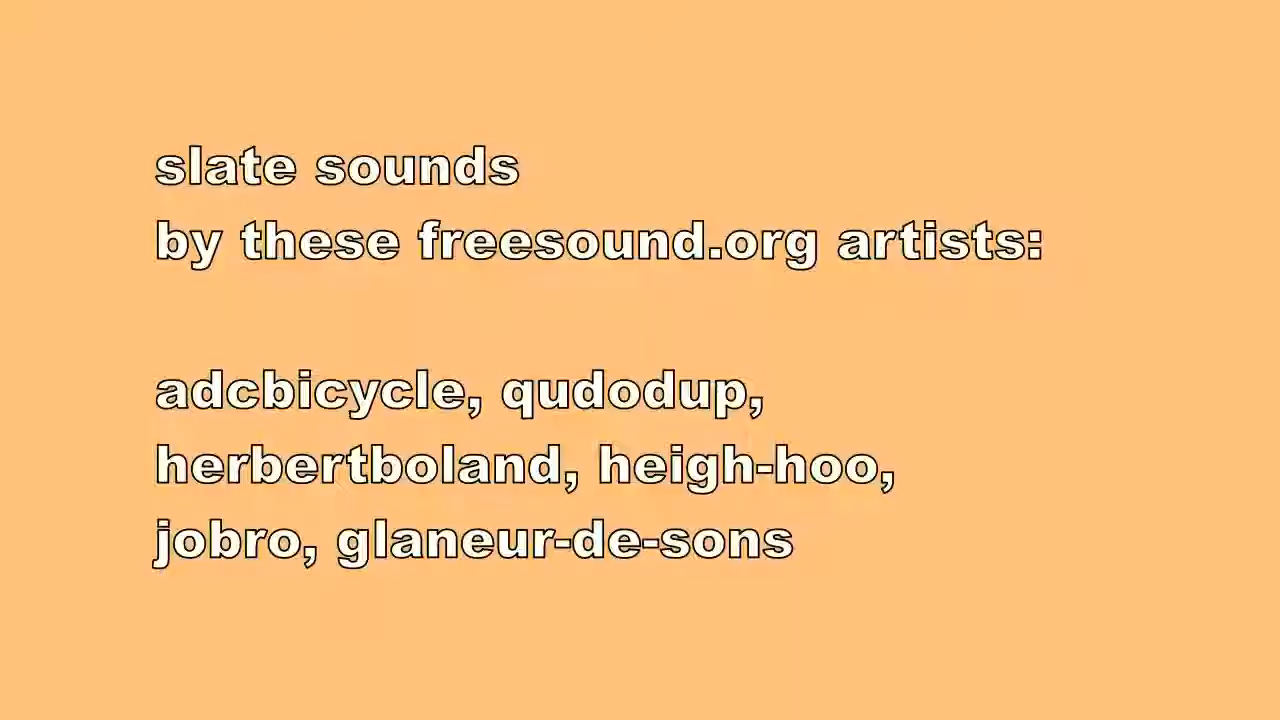 slate sounds
by these freesound.org artists:
adcbicycle, qudodup,
herbertboland, heigh-hoo,
jobro, glaneur-de-sons